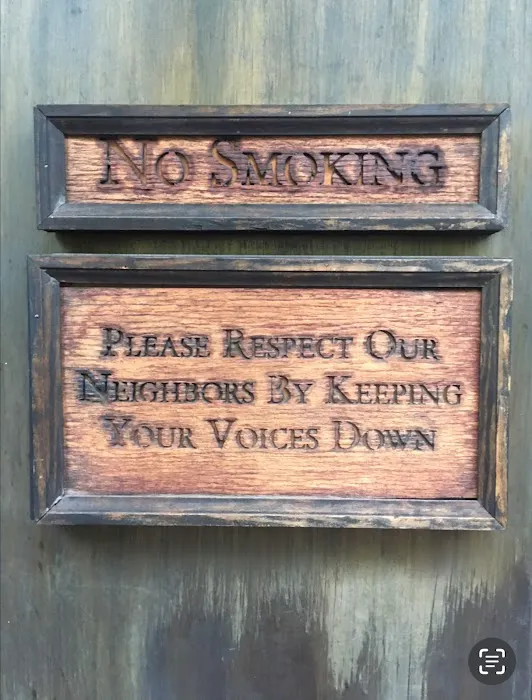 No Smoking
Please Respect Our
Neighbors By Keeping
Your Voices Down